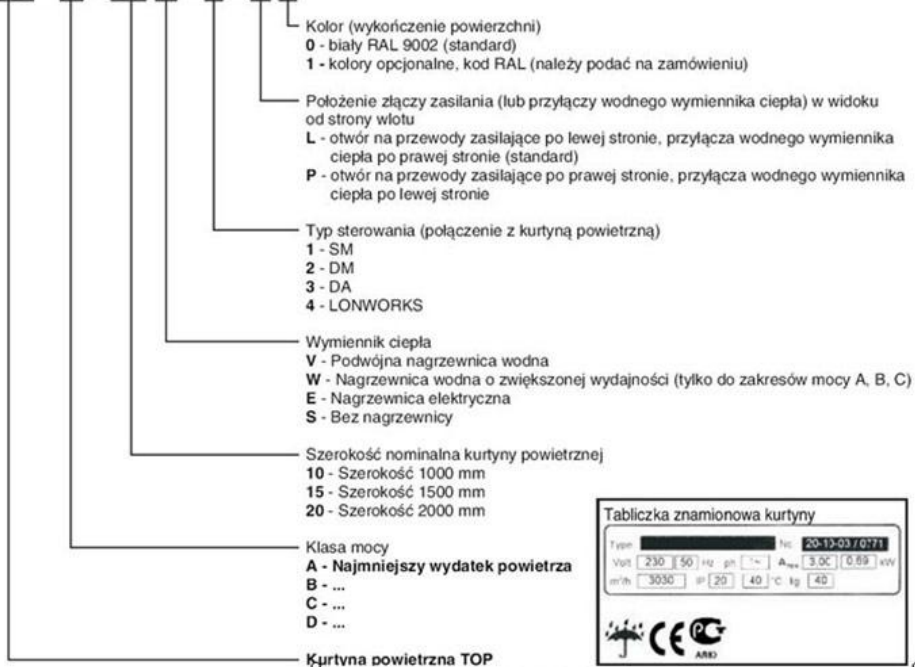 Kolor (wykończenie powierzchni)
0 - biały RAL 9002 (standard)
1 - kolory opcjonalne, kod RAL (należy podać na zamówieniu)
Położenie złączy zasilania (lub przyłączy wodnego wymiennika ciepła) w widoku
od strony wlotu
L - otwór na przewody zasilające po lewej stronie, przyłącza wodnego wymiennika
ciepła po prawej stronie (standard)
P - otwór na przewody zasilające po prawej stronie, przyłącza wodnego wymiennika
ciepła po lewej stronie
Typ sterowania (połączenie z kurtyną powietrzną)
1 - SM
2 - DM
3 - DA
4 - LONWORKS
Wymiennik ciepła
V - Podwójna nagrzewnica wodna
W - Nagrzewnica wodna o zwiększonej wydajności (tylko do zakresów mocy A, B, C)
E - Nagrzewnica elektryczna
S - Bez nagrzewnicy
Szerokość nominalna kurtyny powietrznej
10 - Szerokość 1000 mm
15 - Szerokość 1500 mm
20 - Szerokość 2000 mm
Klasa mocy
A - Najmniejszy wydatek powietrza
B - ...
C - ...
D - ...
Kurtyna powietrzna TOP
Tabliczka znamionowa kurtyny
Type Nc.
Volt 230 50 Hz ph 1~ A 3,00 0,69 kW
m³/h 3030 IP 20 40 °C kg 40
CE